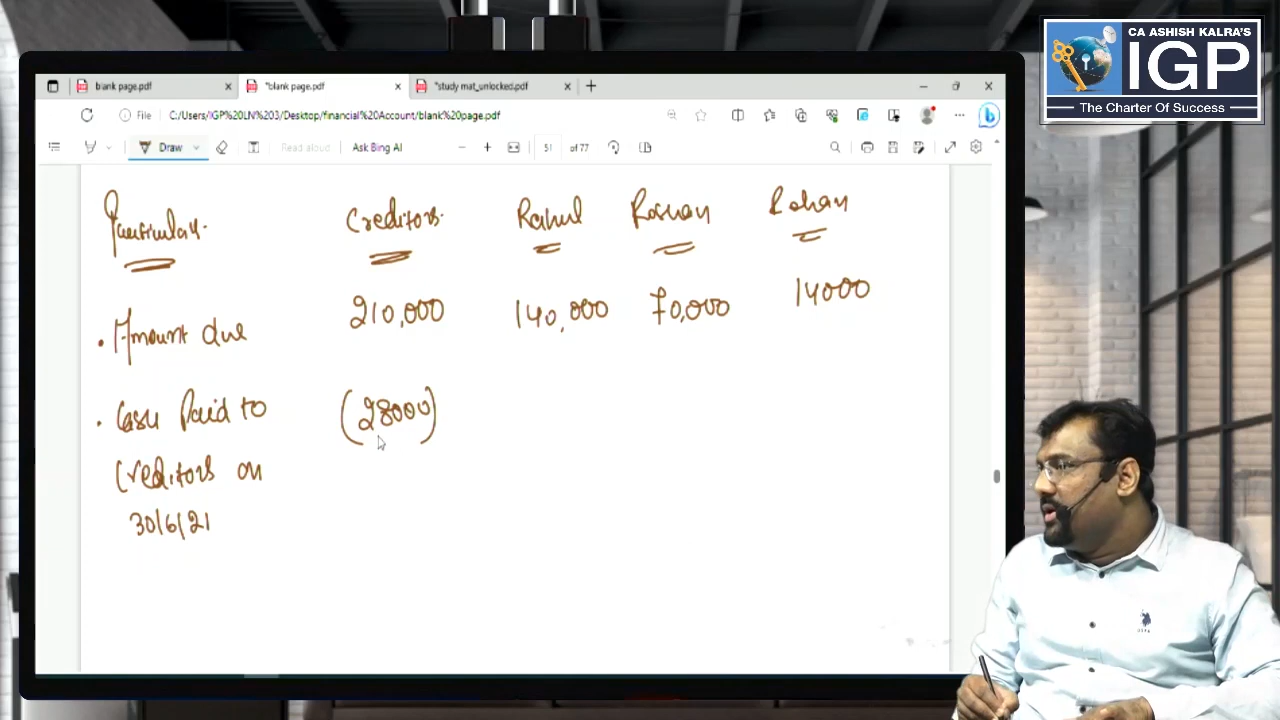 CA ASHISH KALRA'S
IGP
The Charter Of Success
blank page.pdf
*blank page.pdf
*study mat_unlocked.pdf
File C:/Users/IGP%20LN%203/Desktop/financial%20Account/blank%20page.pdf
Draw Read aloud Ask Bing AI 51 of 77
Particulars Creditors Rahul Roshan Rohan
Amount due 210,000 140,000 70,000 14000
Cash Paid to (28000)
Creditors on
30/6/21